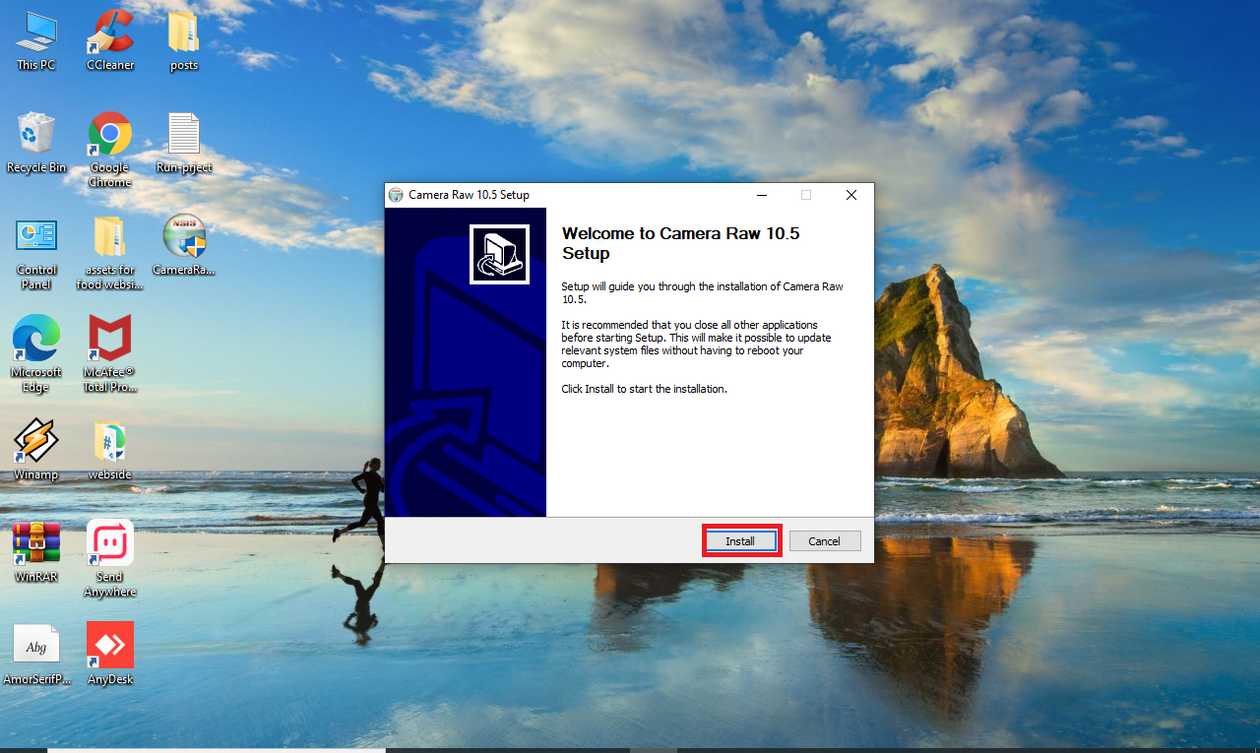 This PC
CCleaner
posts
Recycle Bin
Google
Chrome
Run-prject
Control
Panel
assets for
food websi...
NSIS
CameraRa...
Microsoft
Edge
McAfee®
Total Pro...
Winamp
#
webside
WinRAR
Send
Anywhere
Abg
AmorSerifP...
AnyDesk
Camera Raw 10.5 Setup
Welcome to Camera Raw 10.5
Setup
Setup will guide you through the installation of Camera Raw
10.5.
It is recommended that you close all other applications
before starting Setup. This will make it possible to update
relevant system files without having to reboot your
computer.
Click Install to start the installation.
Install
Cancel